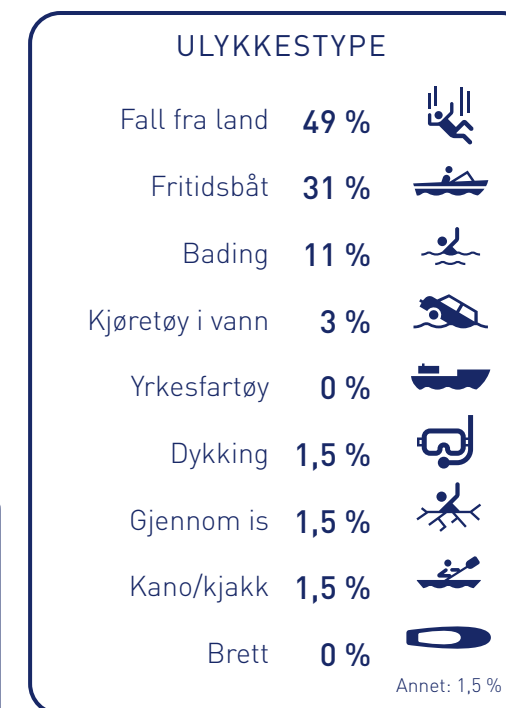 ULYKKESTYPE
Fall fra land 49 %
Fritidsbåt 31 %
Bading 11 %
Kjøretøy i vann 3 %
Yrkesfartøy 0 %
Dykking 1,5 %
Gjennom is 1,5 %
Kano/kjakk 1,5 %
Brett 0 %
Annet: 1,5 %